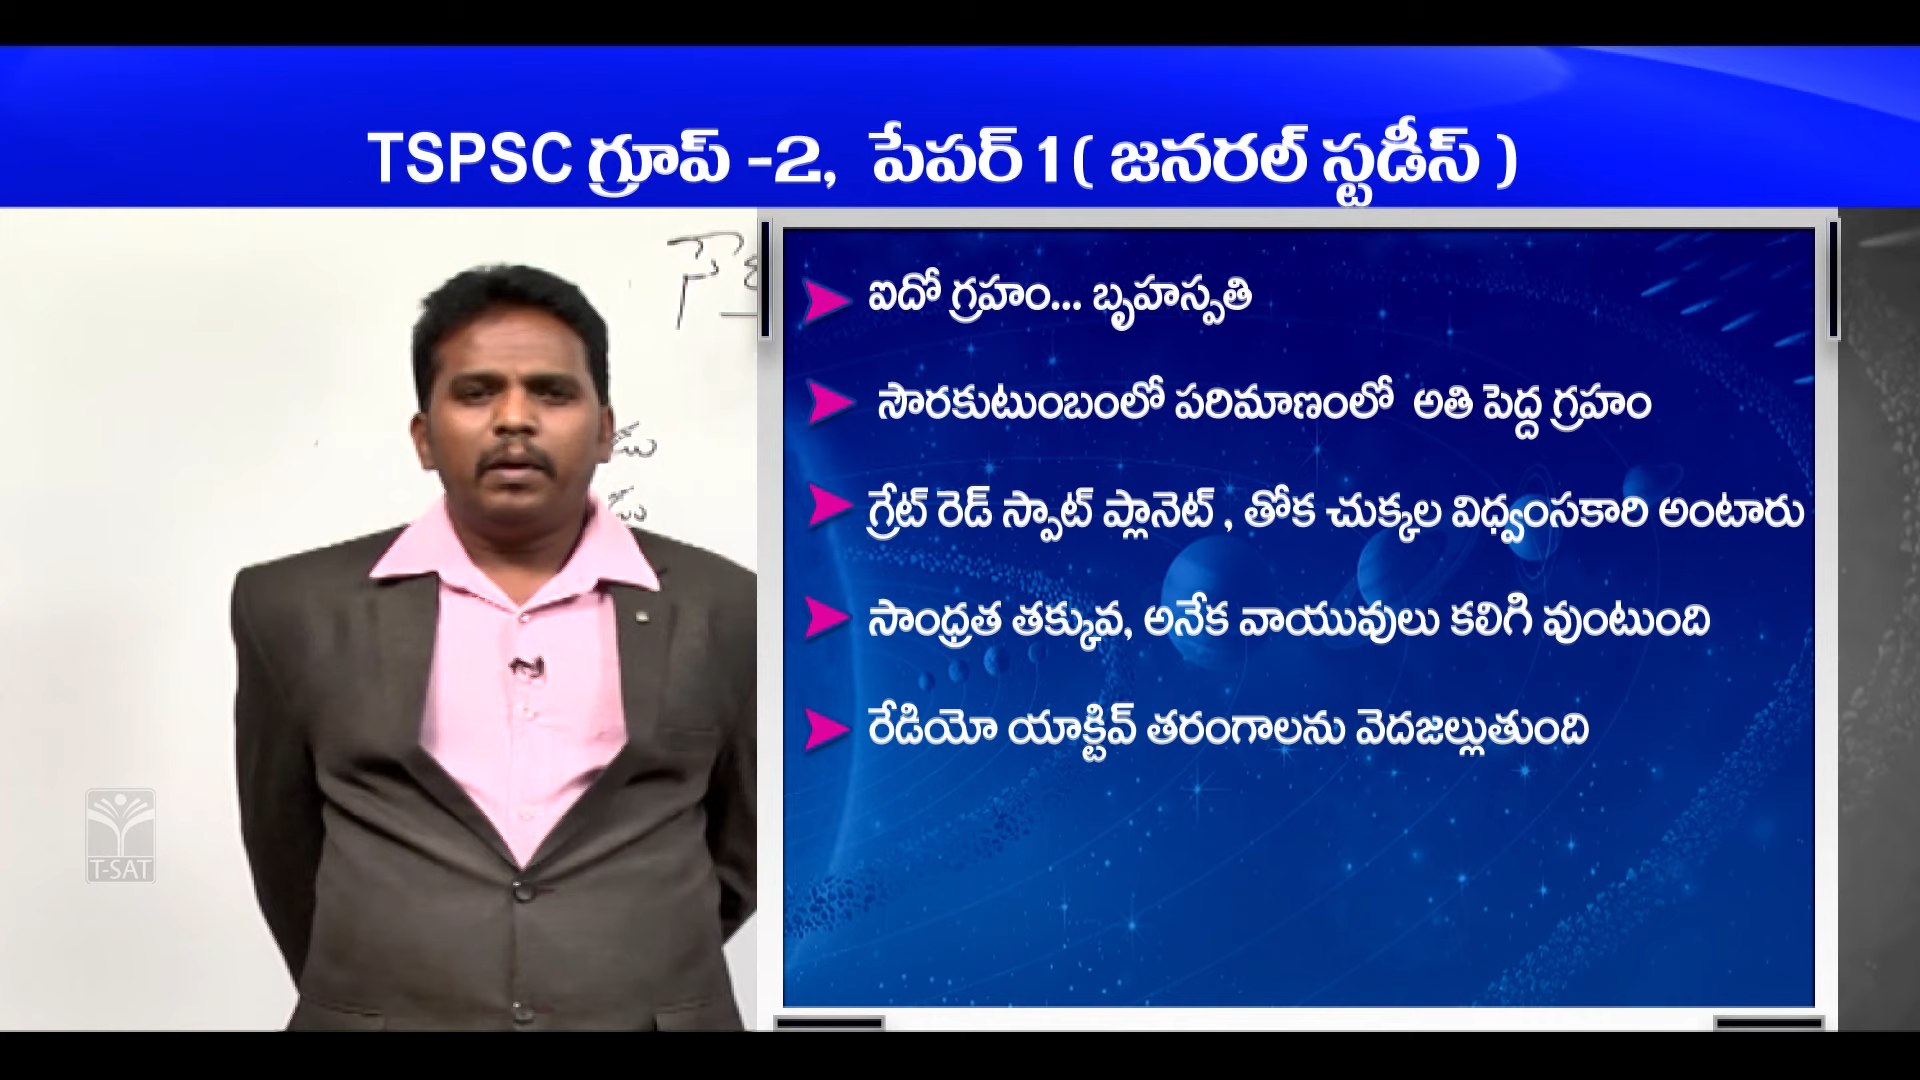 TSPSC గ్రూప్ -2, పేపర్ 1 ( జనరల్ స్టడీస్ )
ఐదో గ్రహం... బృహస్పతి
సౌరకుటుంబంలో పరిమాణంలో అతి పెద్ద గ్రహం
గ్రేట్ రెడ్ స్పాట్ ప్లానెట్ , తోక చుక్కల విధ్వంసకారి అంటారు
సాంద్రత తక్కువ, అనేక వాయువులు కలిగి వుంటుంది
రేడియో యాక్టివ్ తరంగాలను వెదజల్లుతుంది
T-SAT